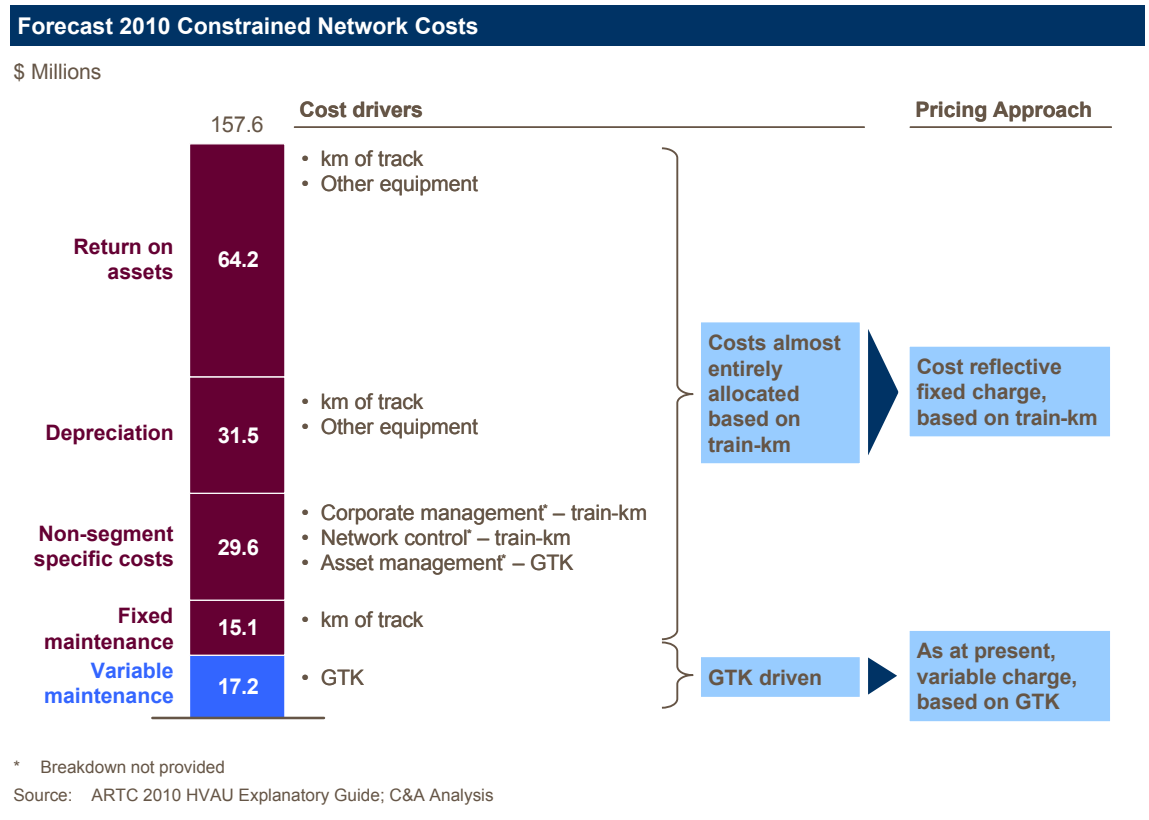 Forecast 2010 Constrained Network Costs
$ Millions
Cost drivers
Pricing Approach
157.6
• km of track
• Other equipment
Return on
assets
64.2
Costs almost
entirely
allocated
based on
train-km
Cost reflective
fixed charge,
based on train-km
• km of track
• Other equipment
Depreciation
31.5
• Corporate management* – train-km
• Network control* – train-km
• Asset management* – GTK
Non-segment
specific costs
29.6
Fixed
maintenance
15.1
• km of track
Variable
maintenance
17.2
• GTK
GTK driven
As at present,
variable charge,
based on GTK
* Breakdown not provided
Source: ARTC 2010 HVAU Explanatory Guide; C&A Analysis